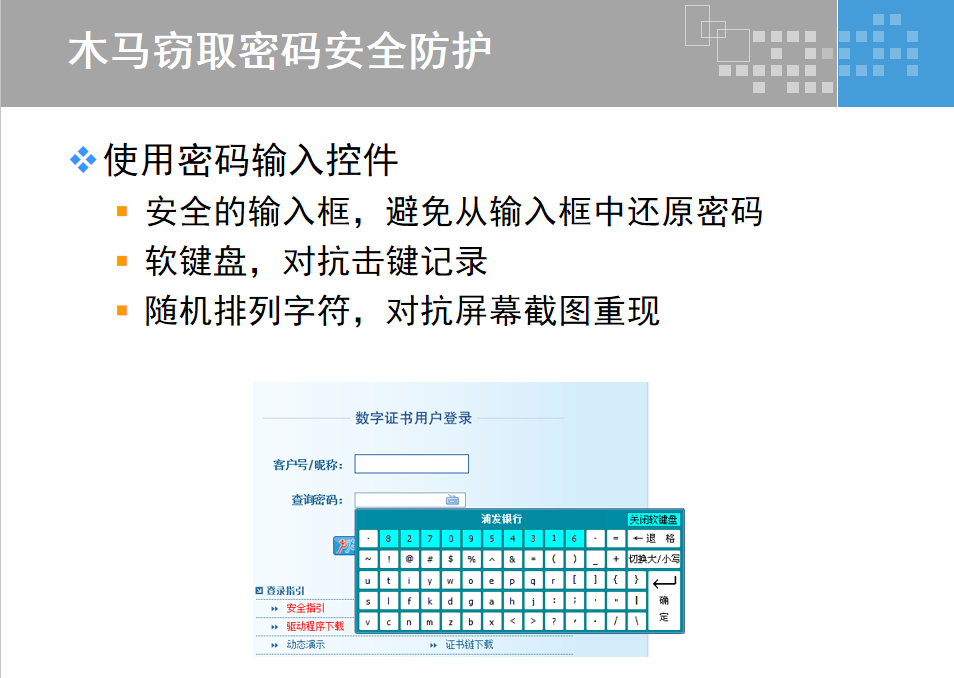 木马窃取密码安全防护
使用密码输入控件
安全的输入框，避免从输入框中还原密码
软键盘，对抗击键记录
随机排列字符，对抗屏幕截图重现
数字证书用户登录
客户号/昵称：
查询密码：
浦发银行 关闭软键盘
8 2 7 0 9 5 4 3 1 6 - = ←退 格
~ ! @ # $ % ^ & * ( ) _ + 切换大/小写
u t i y w o e p q r [ ] { }
s l f k d g a h j : ; ' " |
确
定
v c n m z b x < > ? , . / \
登录指引
安全指引
驱动程序下载
动态演示 证书链下载